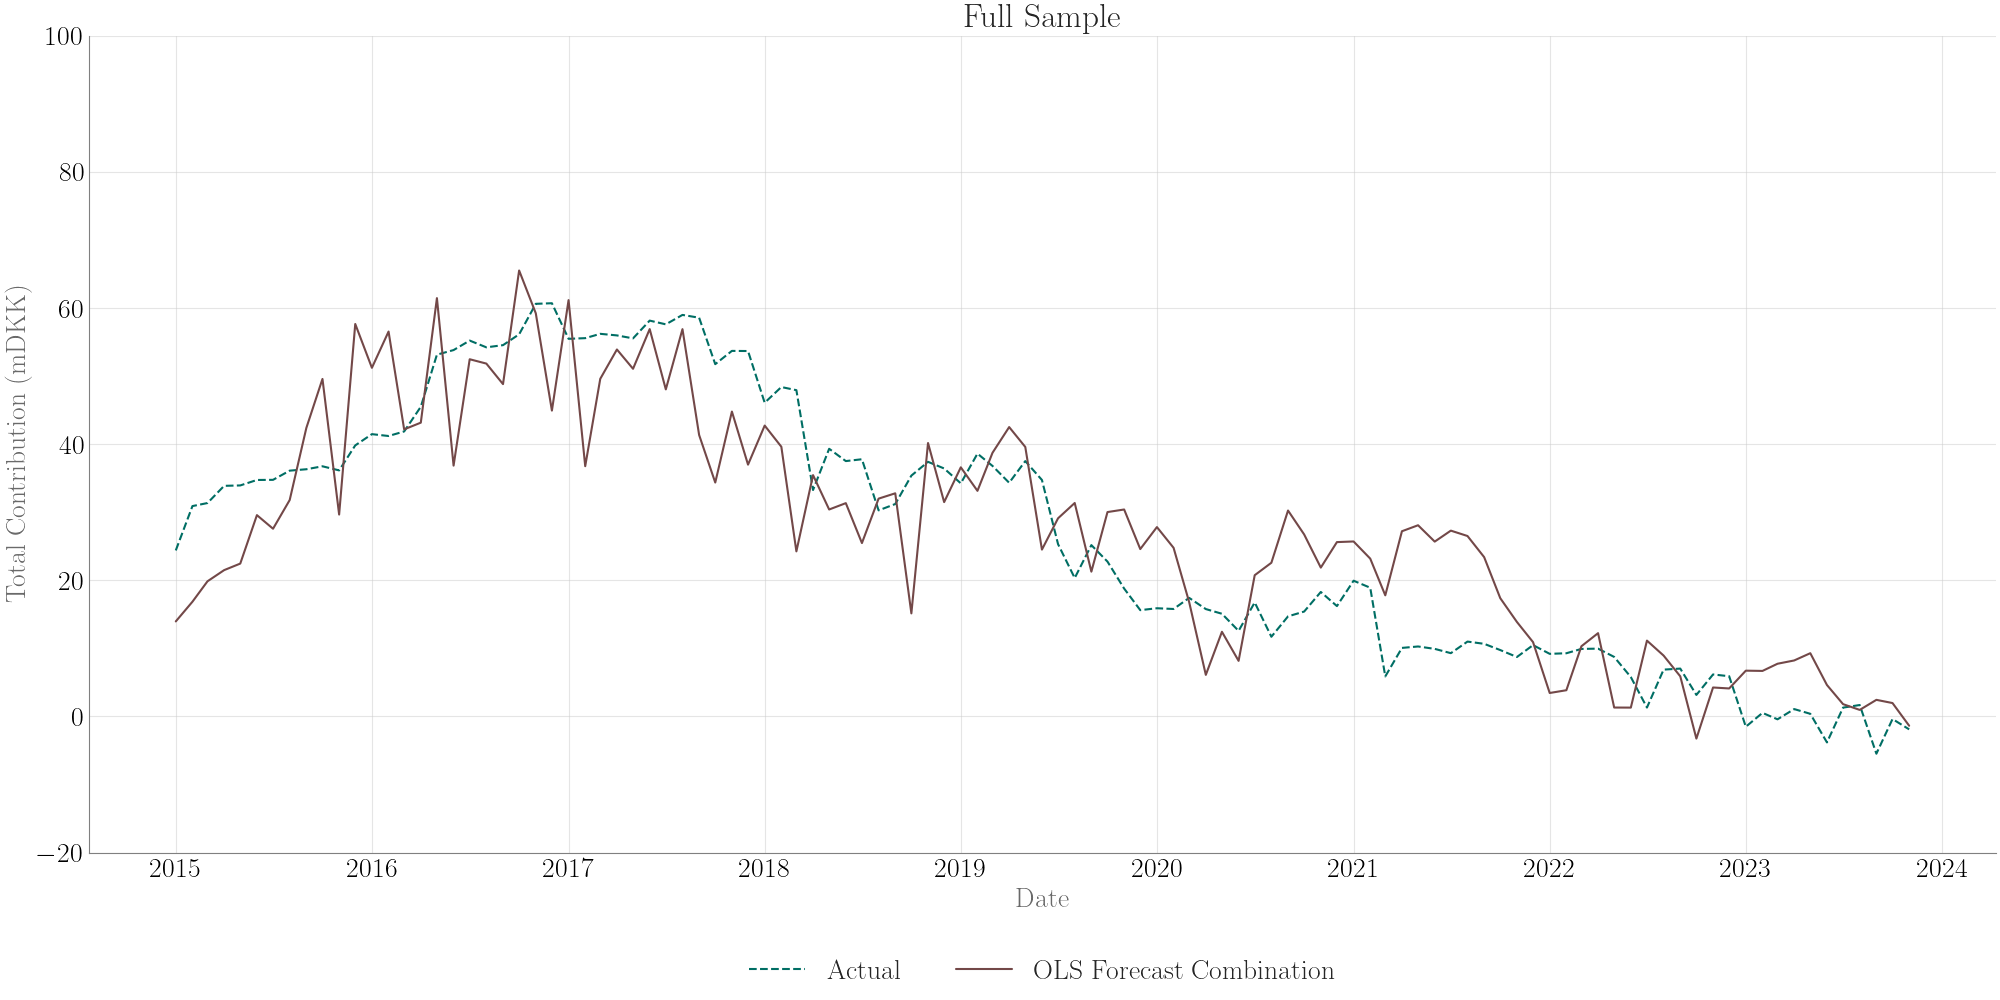 Full Sample
100
80
60
40
20
0
−20
Total Contribution (mDKK)
2015 2016 2017 2018 2019 2020 2021 2022 2023 2024
Date
Actual OLS Forecast Combination